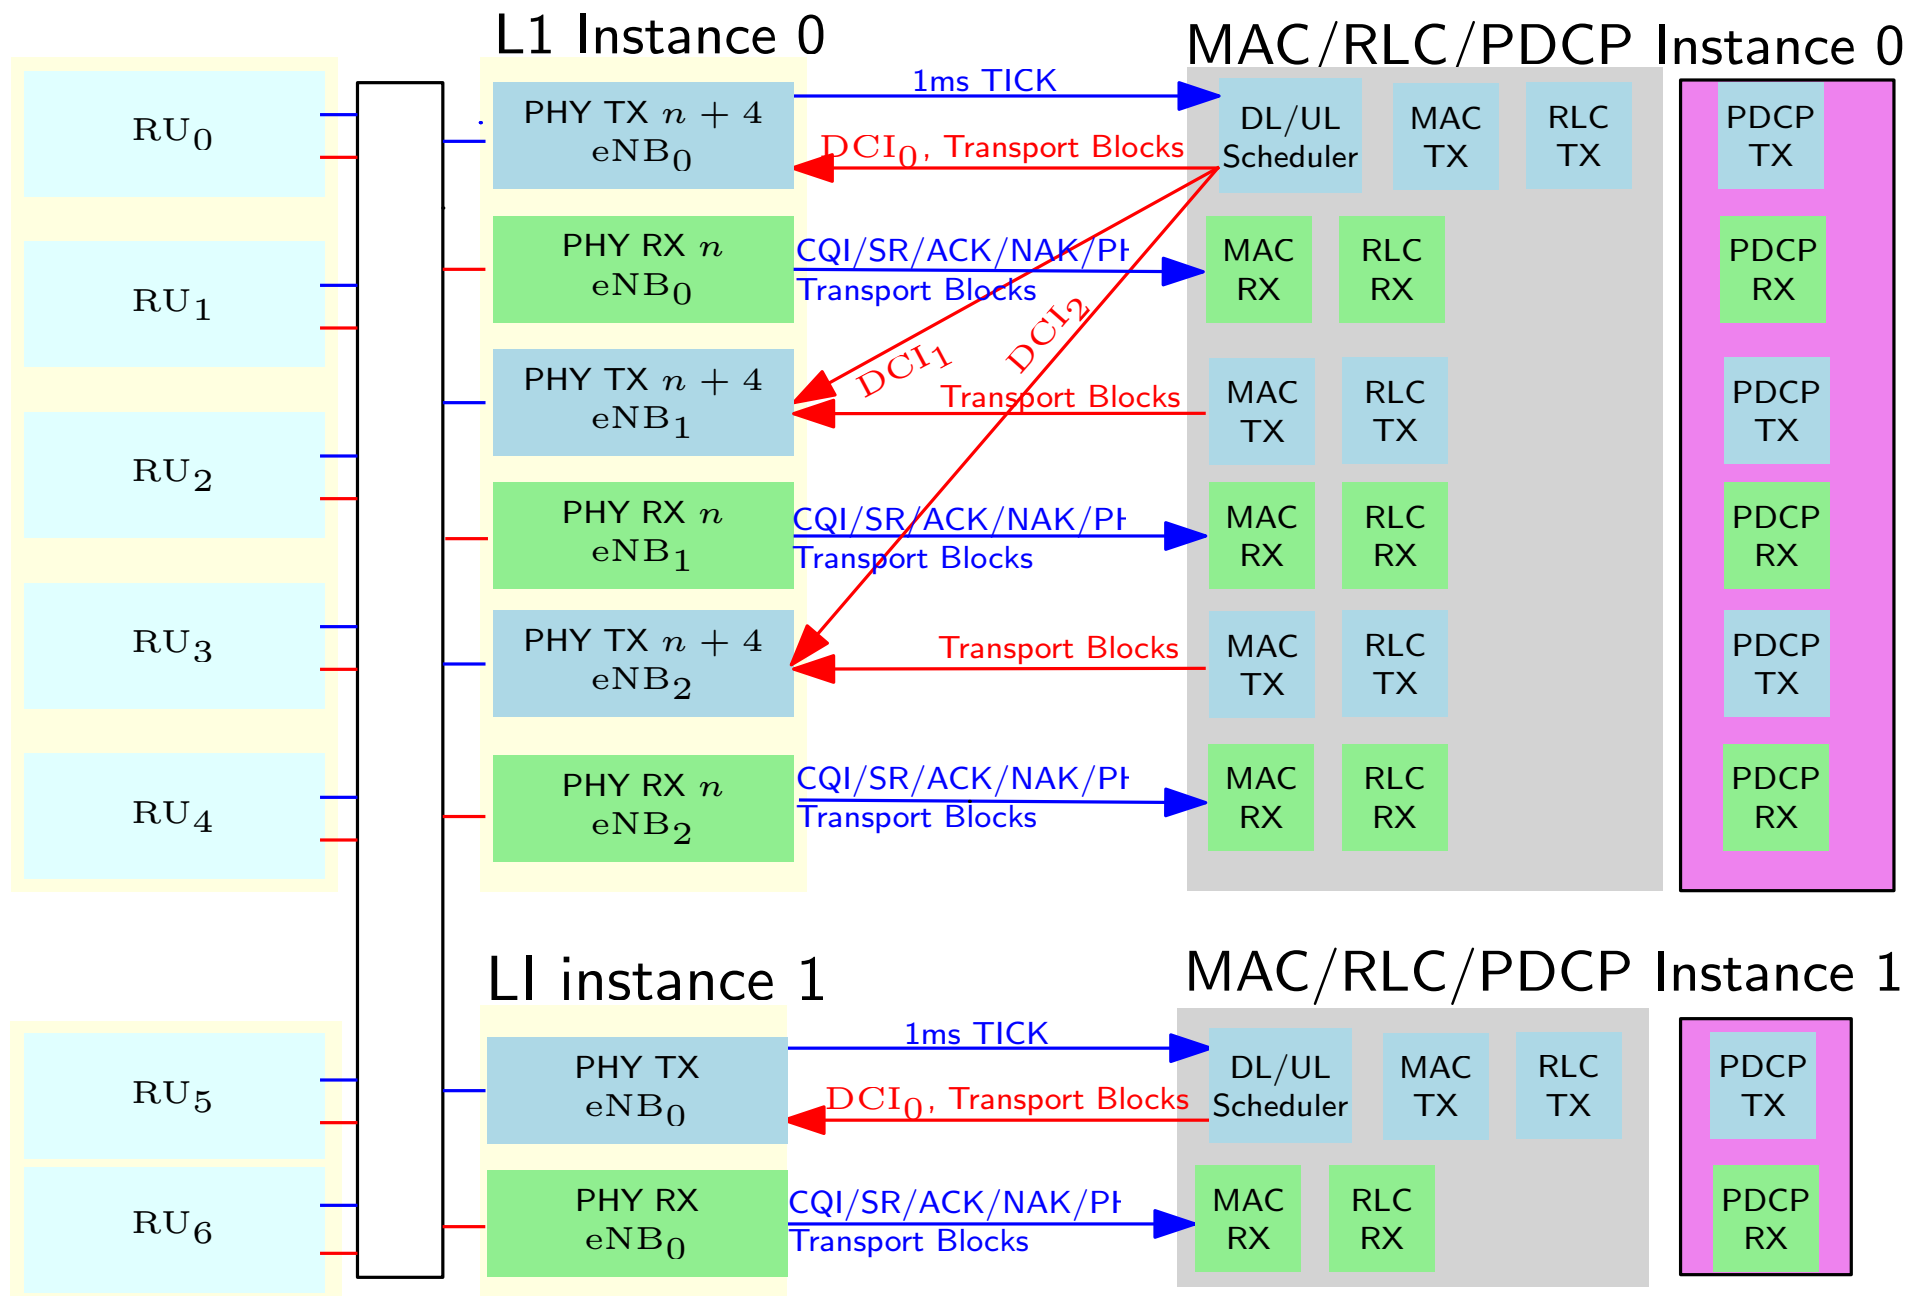 L1 Instance 0
MAC/RLC/PDCP Instance 0
RU0
RU1
RU2
RU3
RU4
PHY TX n + 4
eNB0
1ms TICK
DCI0, Transport Blocks
DL/UL
Scheduler
MAC
TX
RLC
TX
PDCP
TX
PHY RX n
eNB0
CQI/SR/ACK/NAK/
Transport Blocks
MAC
RX
RLC
RX
PDCP
RX
DCI1
DCI2
PHY TX n + 4
eNB1
Transport Blocks
MAC
TX
RLC
TX
PDCP
TX
PHY RX n
eNB1
CQI/SR/ACK/NAK/
Transport Blocks
MAC
RX
RLC
RX
PDCP
RX
PHY TX n + 4
eNB2
Transport Blocks
MAC
TX
RLC
TX
PDCP
TX
PHY RX n
eNB2
CQI/SR/ACK/NAK/
Transport Blocks
MAC
RX
RLC
RX
PDCP
RX
LI instance 1
MAC/RLC/PDCP Instance 1
RU5
RU6
PHY TX
eNB0
1ms TICK
DCI0, Transport Blocks
DL/UL
Scheduler
MAC
TX
RLC
TX
PDCP
TX
PHY RX
eNB0
CQI/SR/ACK/NAK/
Transport Blocks
MAC
RX
RLC
RX
PDCP
RX